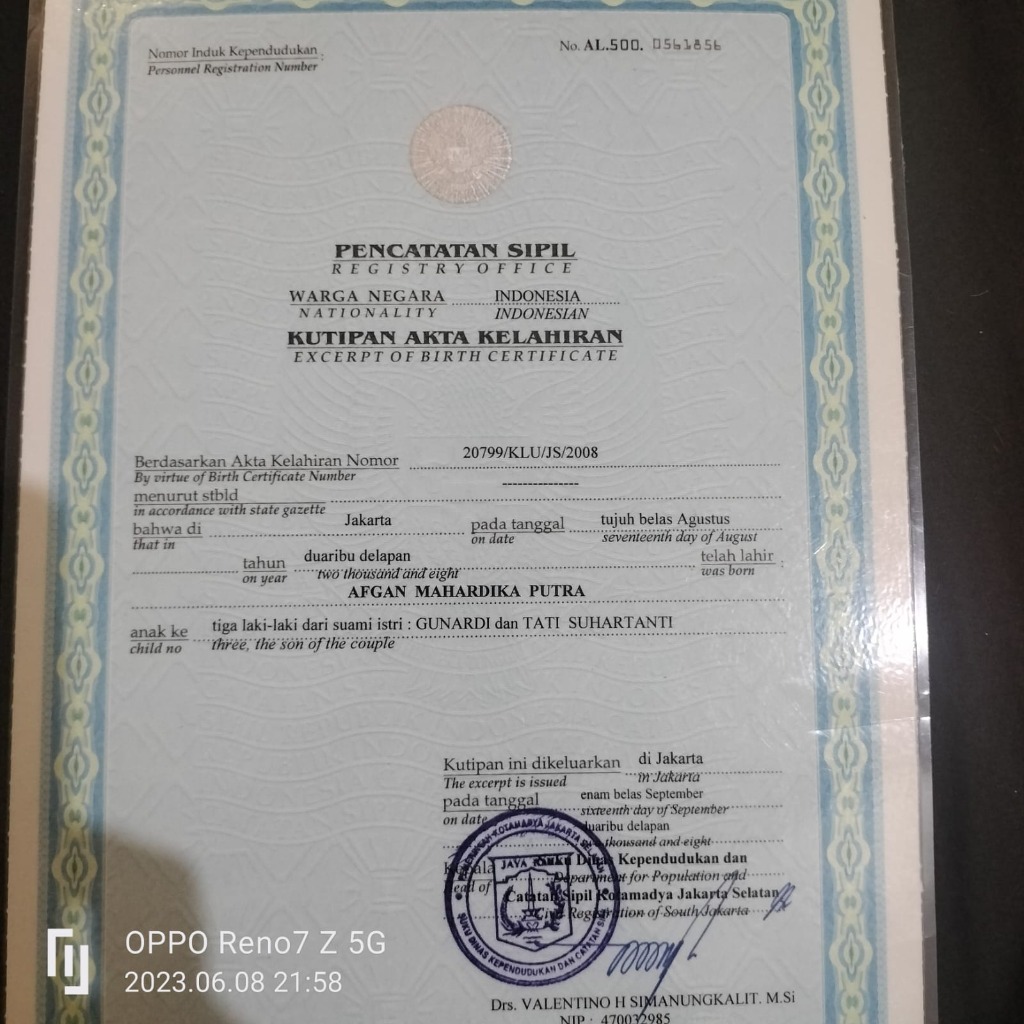 Nomor Induk Kependudukan :
Personnel Registration Number
No. AL.500. 0561856
PENCATATAN SIPIL
REGISTRY OFFICE
WARGA NEGARA INDONESIA
NATIONALITY INDONESIAN
KUTIPAN AKTA KELAHIRAN
EXCERPT OF BIRTH CERTIFICATE
Berdasarkan Akta Kelahiran Nomor 20799/KLU/JS/2008
By virtue of Birth Certificate Number
menurut stbld ---------------
in accordance with state gazette
bahwa di Jakarta pada tanggal tujuh belas Agustus
that in on date seventeenth day of August
tahun duaribu delapan telah lahir :
on year two thousand and eight was born
AFGAN MAHARDIKA PUTRA
anak ke tiga laki-laki dari suami istri : GUNARDI dan TATI SUHARTANTI
child no three, the son of the couple
Kutipan ini dikeluarkan di Jakarta
The excerpt is issued in Jakarta
pada tanggal enam belas September
on date sixteenth day of September
duaribu delapan
thousand and eight
Kepala Suku Dinas Kependudukan dan
Head of Department for Population and
Catatan Sipil Kotamadya Jakarta Selatan
Civil Registration of South Jakarta
JAYA RAYA
SUKU DINAS KEPENDUDUKAN DAN CATATAN SIPIL
Drs. VALENTINO H SIMANUNGKALIT. M.Si
NIP : 470032985
OPPO Reno7 Z 5G
2023.06.08 21:58